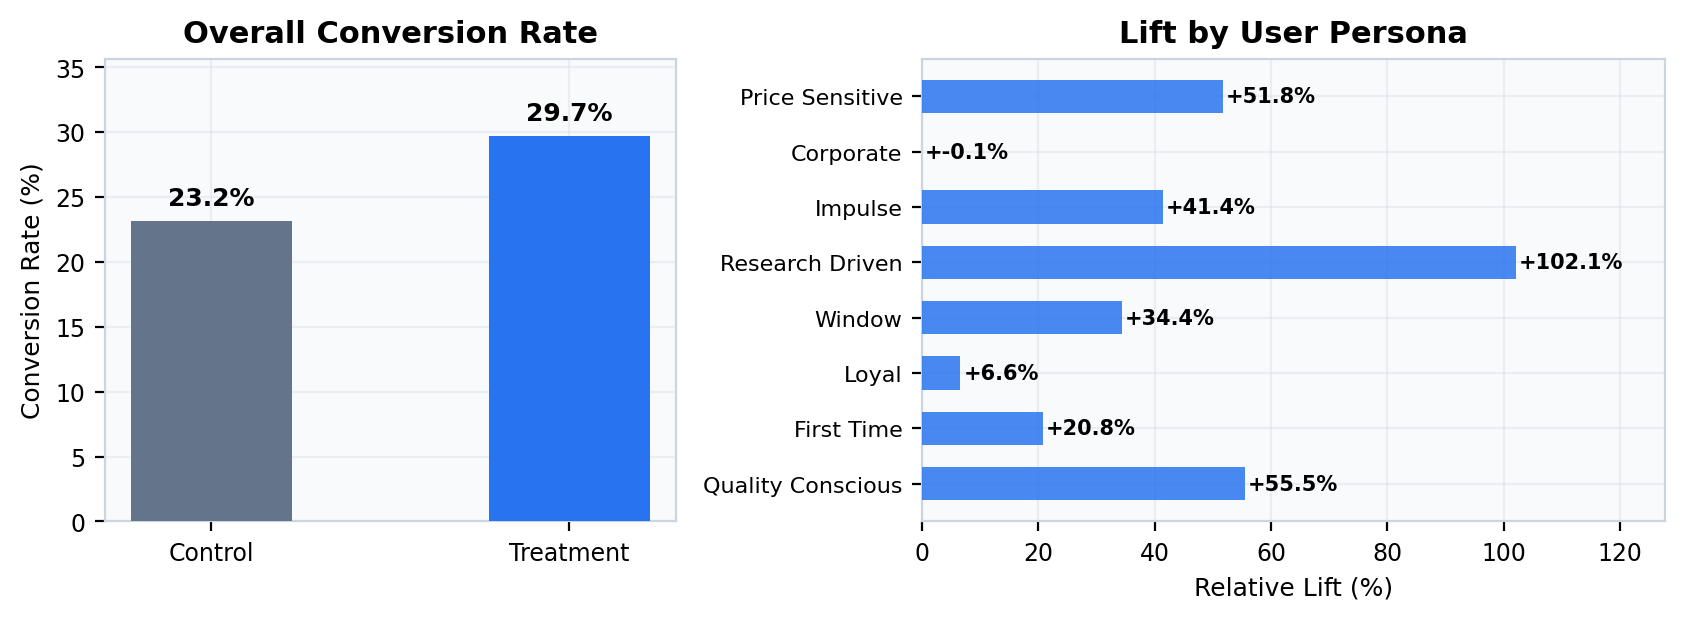 Overall Conversion Rate
Conversion Rate (%)
35
30
25
20
15
10
5
0
23.2%
29.7%
Control
Treatment
Lift by User Persona
Price Sensitive
+51.8%
Corporate
+-0.1%
Impulse
+41.4%
Research Driven
+102.1%
Window
+34.4%
Loyal
+6.6%
First Time
+20.8%
Quality Conscious
+55.5%
0 20 40 60 80 100 120
Relative Lift (%)